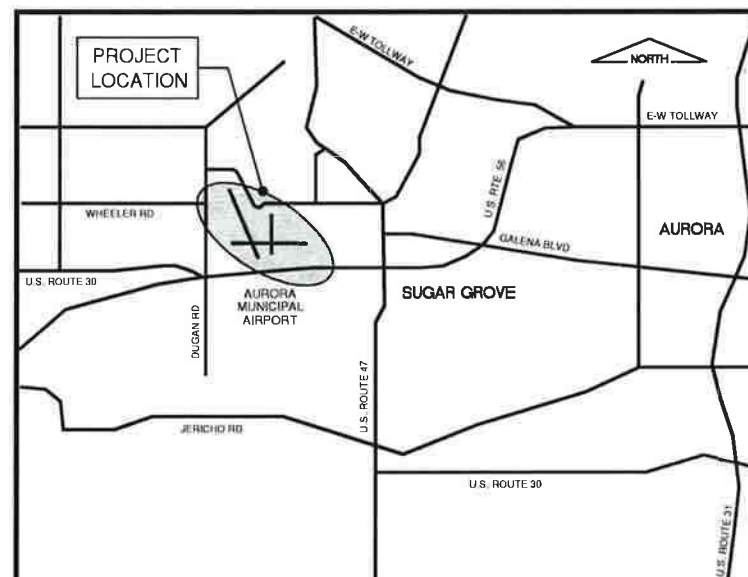 PROJECT
LOCATION
E-W TOLLWAY
NORTH
E-W TOLLWAY
U.S. RTE 56
WHEELER RD
GALENA BLVD
AURORA
U.S. ROUTE 30
AURORA
MUNICIPAL
AIRPORT
SUGAR GROVE
DUGAN RD
U.S. ROUTE 47
JERICHO RD
U.S. ROUTE 30
U.S. ROUTE 31